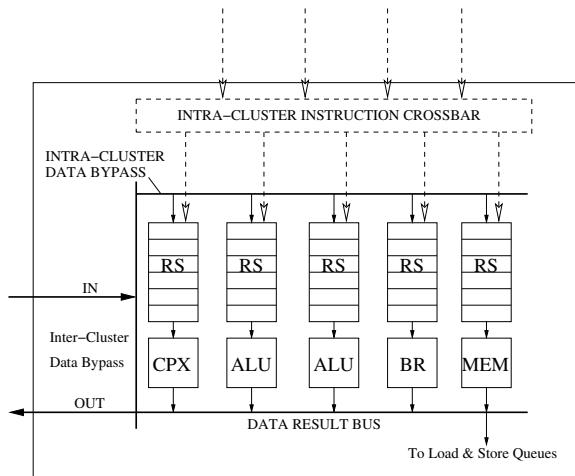 INTRA−CLUSTER INSTRUCTION CROSSBAR
INTRA−CLUSTER
DATA BYPASS
RS RS RS RS RS
IN
Inter−Cluster
Data Bypass
CPX ALU ALU BR MEM
OUT
DATA RESULT BUS
To Load & Store Queues